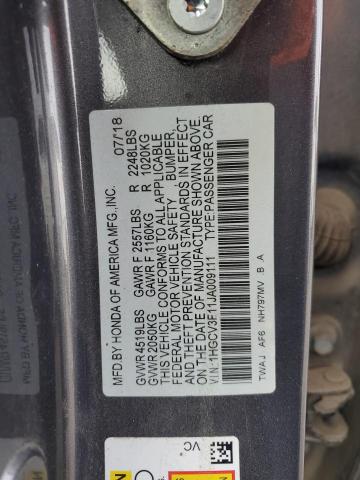 MFD.BY HONDA OF AMERICA MFG.,INC. 07/18
GVWR 4519LBS GAWR F 2557LBS R 2248LBS
GVWR 2050KG GAWR F 1160KG R 1020KG
THIS VEHICLE CONFORMS TO ALL APPLICABLE
FEDERAL MOTOR VEHICLE SAFETY, BUMPER,
AND THEFT PREVENTION STANDARDS IN EFFECT
ON THE DATE OF MANUFACTURE SHOWN ABOVE.
V.I.N:1HGCV3F11JA009111 TYPE:PASSENGER CAR
TWAJ AF6 NH797MV B A
VC